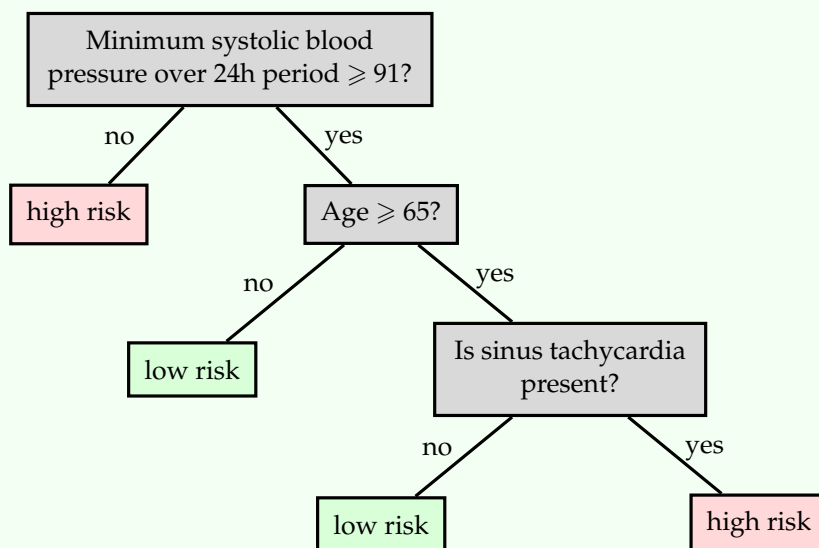 Minimum systolic blood
pressure over 24h period ⩾ 91?
no
yes
high risk
Age ⩾ 65?
no
yes
low risk
Is sinus tachycardia
present?
no
yes
low risk
high risk